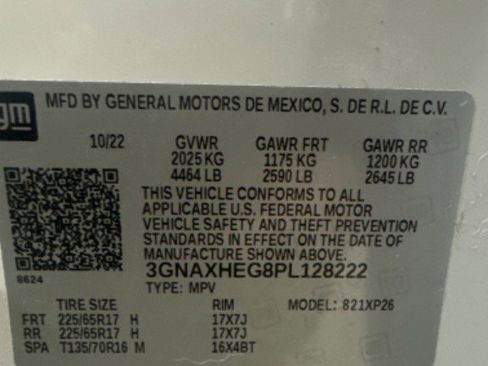 gm
MFD BY GENERAL MOTORS DE MEXICO, S. DE R.L. DE C.V.
10/22 GVWR GAWR FRT GAWR RR
2025 KG 1175 KG 1200 KG
4464 LB 2590 LB 2645 LB
THIS VEHICLE CONFORMS TO ALL
APPLICABLE U.S. FEDERAL MOTOR
VEHICLE SAFETY AND THEFT PREVENTION
STANDARDS IN EFFECT ON THE DATE OF
MANUFACTURE SHOWN ABOVE.
8624 3GNAXHEG8PL128222
TYPE: MPV
TIRE SIZE RIM MODEL: 821XP26
FRT 225/65R17 H 17X7J
RR 225/65R17 H 17X7J
SPA T135/70R16 M 16X4BT